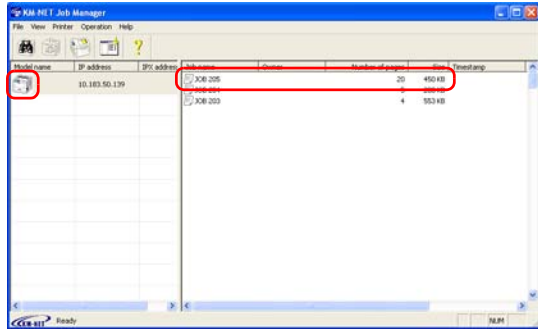 KM-NET Job Manager
File View Printer Operation Help
Model name IP address IPX address Job name Owner Number of pages Size Timestamp
10.183.50.139
JOB 205 20 450 KB
JOB 203 4 553 KB
KM-NET Ready NUM